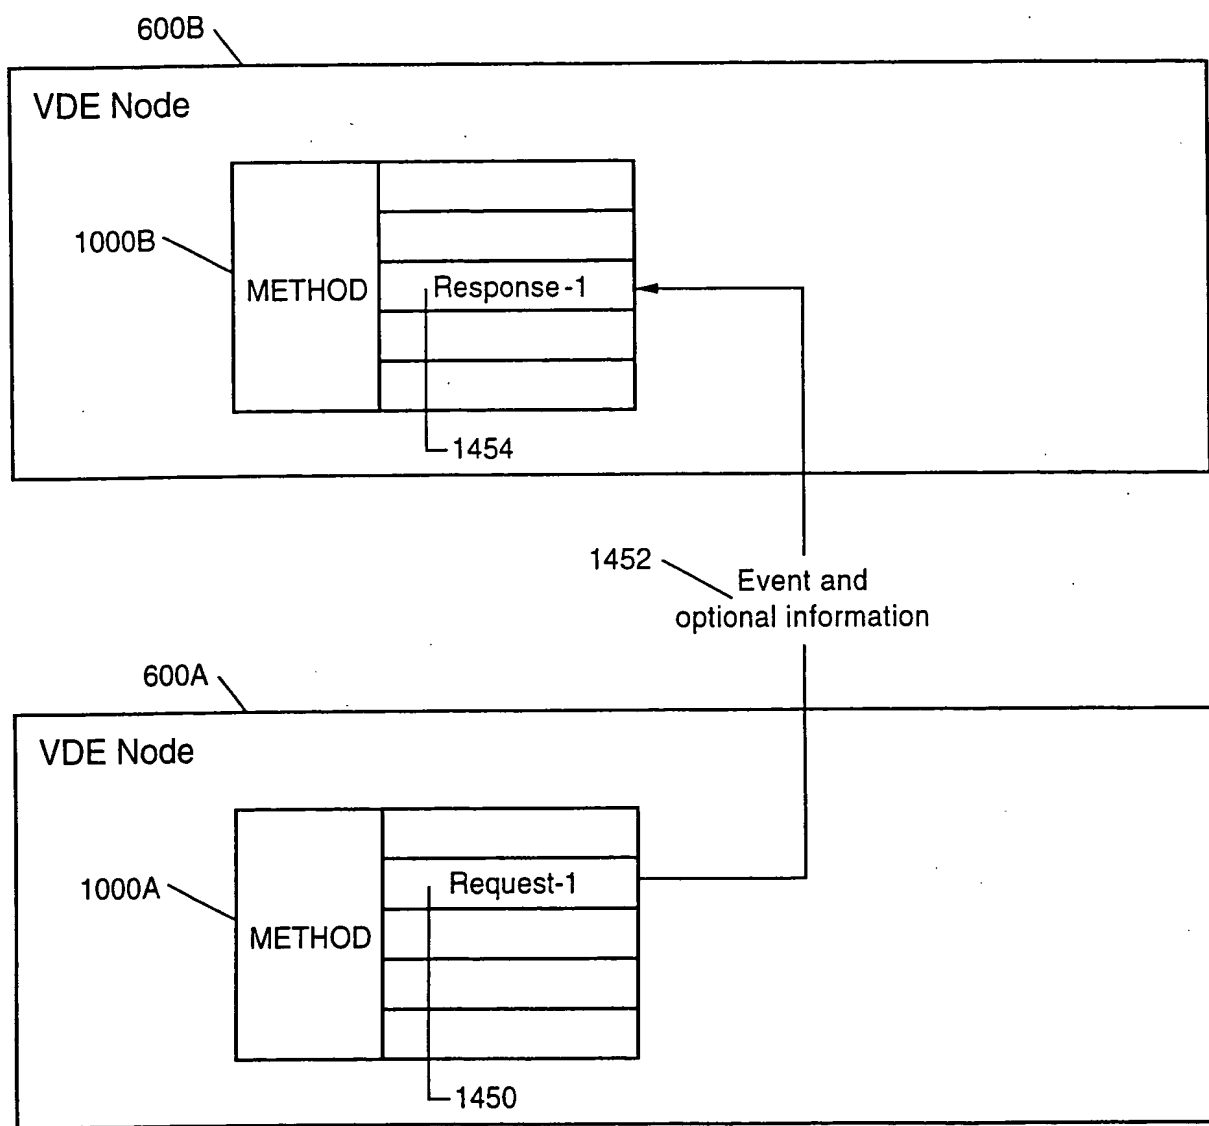 600B
VDE Node
1000B
METHOD
Response-1
1454
1452
Event and
optional information
600A
VDE Node
1000A
Request-1
METHOD
1450